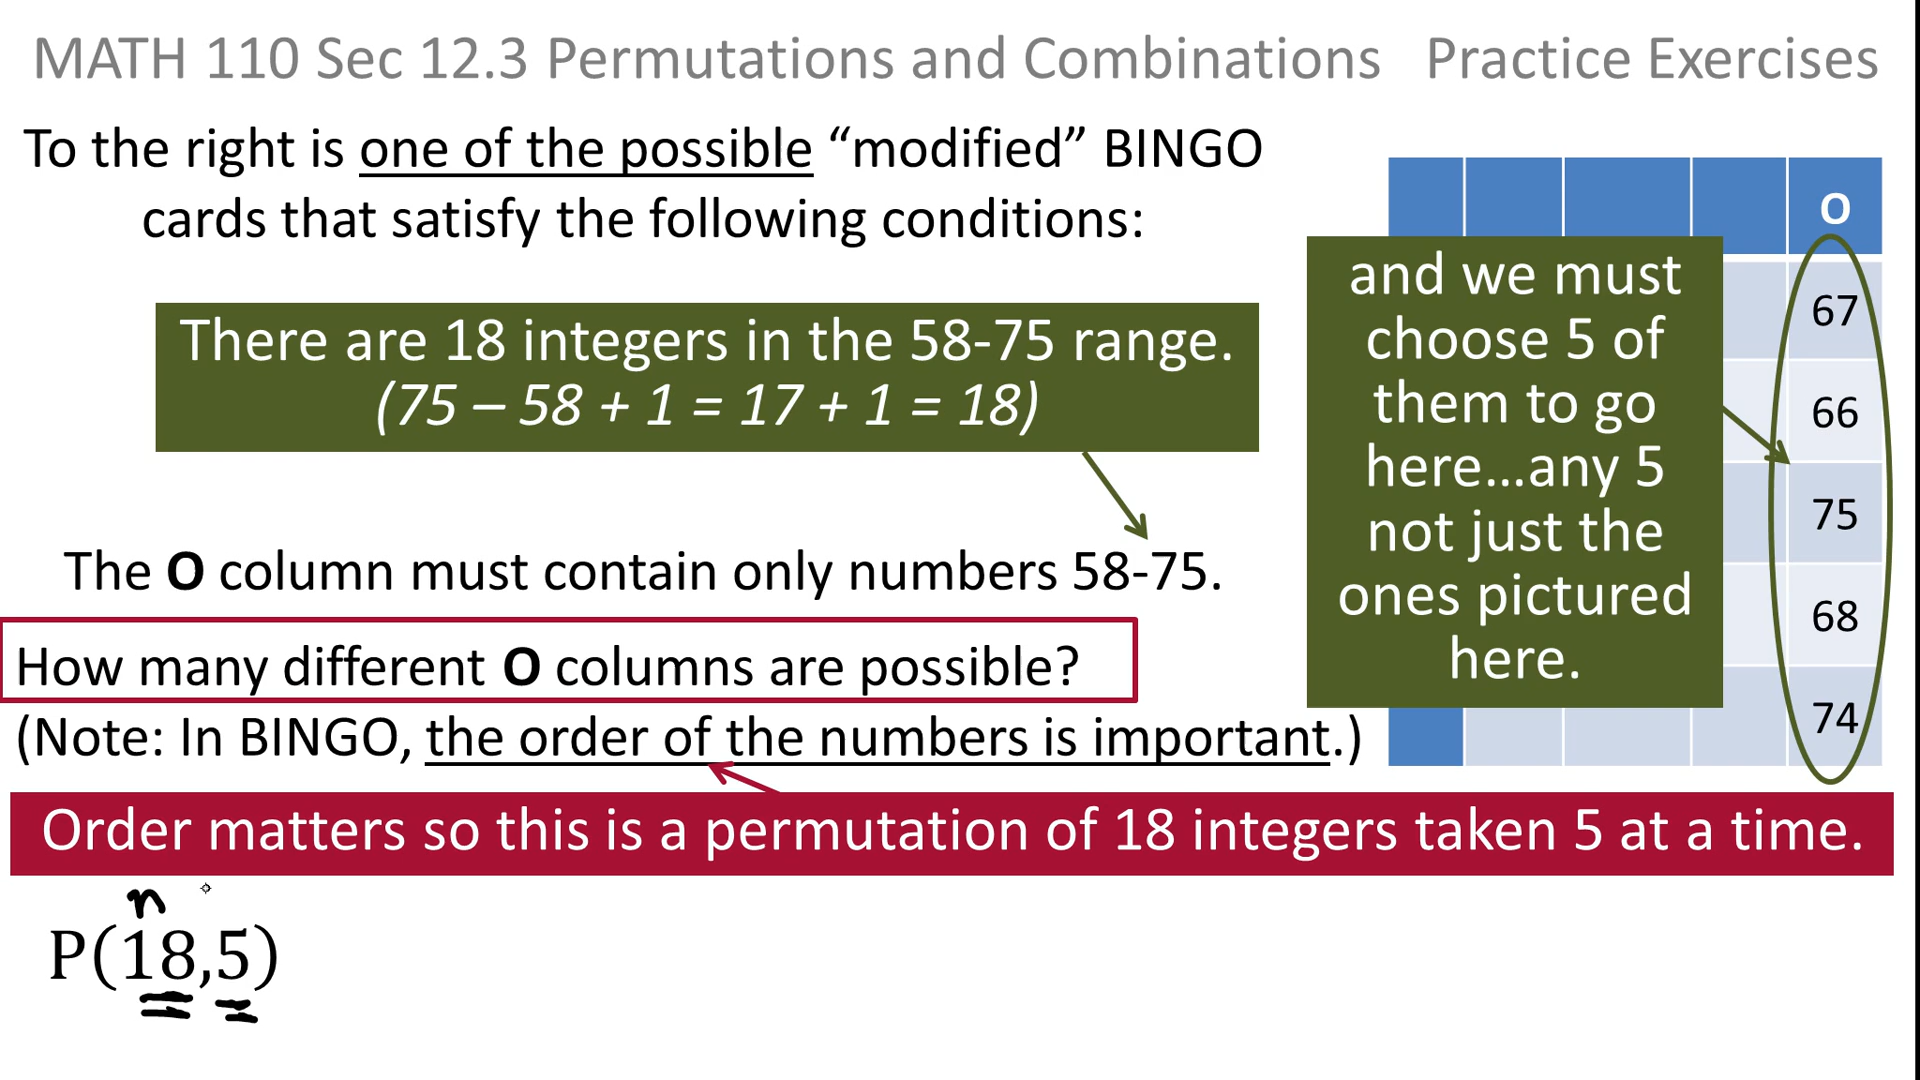 MATH 110 Sec 12.3 Permutations and Combinations Practice Exercises
To the right is one of the possible “modified” BINGO
cards that satisfy the following conditions:
There are 18 integers in the 58-75 range.
(75 – 58 + 1 = 17 + 1 = 18)
The O column must contain only numbers 58-75.
How many different O columns are possible?
(Note: In BINGO, the order of the numbers is important.)
and we must
choose 5 of
them to go
here...any 5
not just the
ones pictured
here.
O
67
66
75
68
74
Order matters so this is a permutation of 18 integers taken 5 at a time.
n
P(18,5)